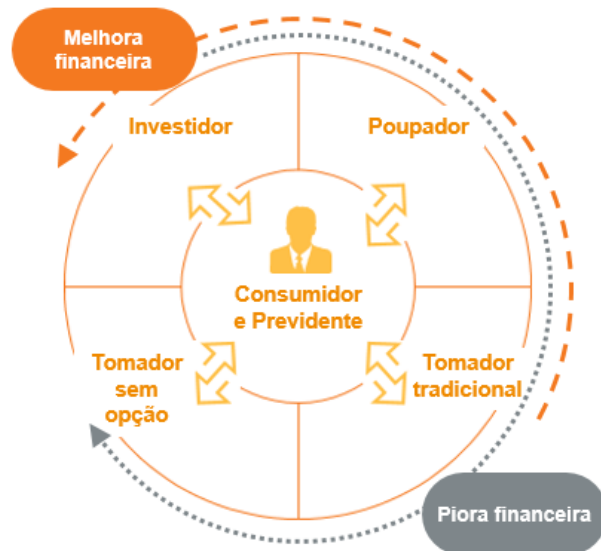 Melhora
financeira
Investidor
Poupador
Consumidor
e Previdente
Tomador
sem
opção
Tomador
tradicional
Piora financeira